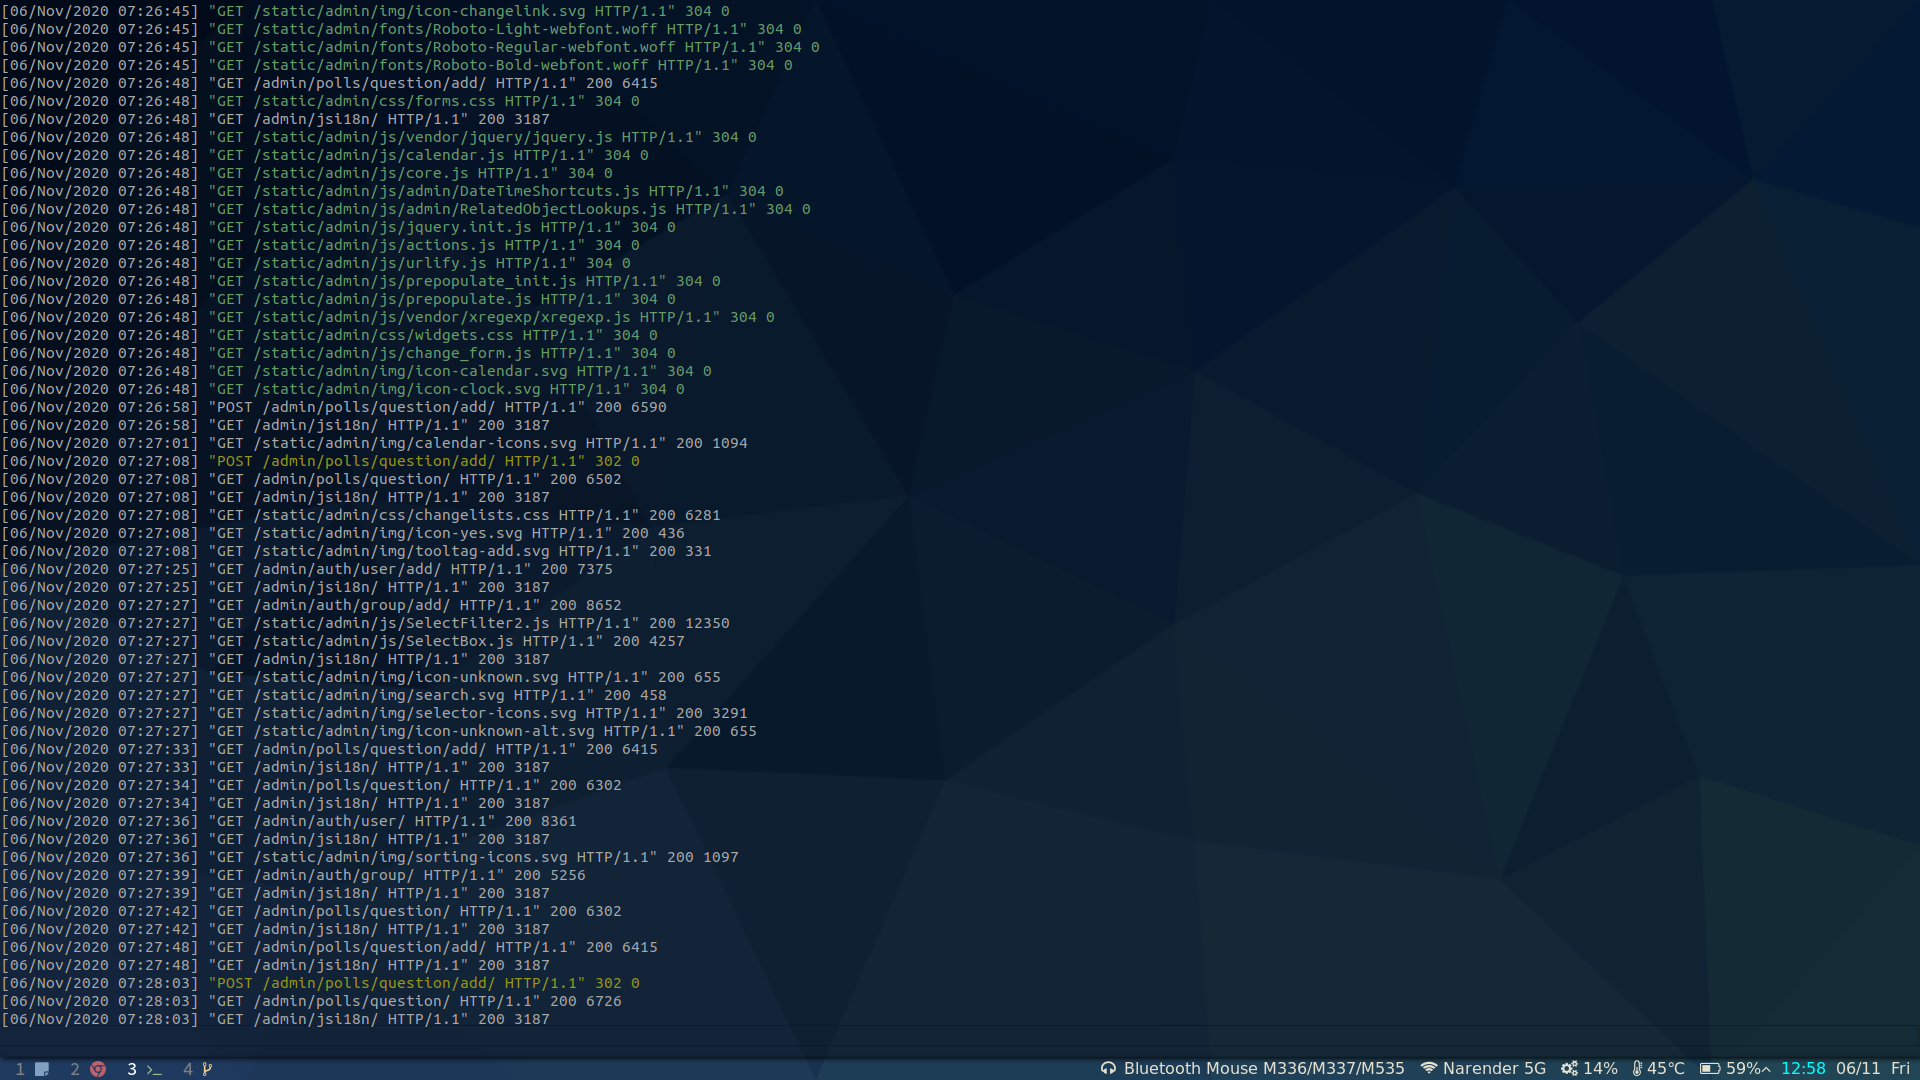 [06/Nov/2020 07:26:45] "GET /static/admin/img/icon-changelink.svg HTTP/1.1" 304 0
[06/Nov/2020 07:26:45] "GET /static/admin/fonts/Roboto-Light-webfont.woff HTTP/1.1" 304 0
[06/Nov/2020 07:26:45] "GET /static/admin/fonts/Roboto-Regular-webfont.woff HTTP/1.1" 304 0
[06/Nov/2020 07:26:45] "GET /static/admin/fonts/Roboto-Bold-webfont.woff HTTP/1.1" 304 0
[06/Nov/2020 07:26:48] "GET /admin/polls/question/add/ HTTP/1.1" 200 6415
[06/Nov/2020 07:26:48] "GET /static/admin/css/forms.css HTTP/1.1" 304 0
[06/Nov/2020 07:26:48] "GET /admin/jsi18n/ HTTP/1.1" 200 3187
[06/Nov/2020 07:26:48] "GET /static/admin/js/vendor/jquery/jquery.js HTTP/1.1" 304 0
[06/Nov/2020 07:26:48] "GET /static/admin/js/calendar.js HTTP/1.1" 304 0
[06/Nov/2020 07:26:48] "GET /static/admin/js/core.js HTTP/1.1" 304 0
[06/Nov/2020 07:26:48] "GET /static/admin/js/admin/DateTimeShortcuts.js HTTP/1.1" 304 0
[06/Nov/2020 07:26:48] "GET /static/admin/js/admin/RelatedObjectLookups.js HTTP/1.1" 304 0
[06/Nov/2020 07:26:48] "GET /static/admin/js/jquery.init.js HTTP/1.1" 304 0
[06/Nov/2020 07:26:48] "GET /static/admin/js/actions.js HTTP/1.1" 304 0
[06/Nov/2020 07:26:48] "GET /static/admin/js/urlify.js HTTP/1.1" 304 0
[06/Nov/2020 07:26:48] "GET /static/admin/js/prepopulate_init.js HTTP/1.1" 304 0
[06/Nov/2020 07:26:48] "GET /static/admin/js/prepopulate.js HTTP/1.1" 304 0
[06/Nov/2020 07:26:48] "GET /static/admin/js/vendor/xregexp/xregexp.js HTTP/1.1" 304 0
[06/Nov/2020 07:26:48] "GET /static/admin/css/widgets.css HTTP/1.1" 304 0
[06/Nov/2020 07:26:48] "GET /static/admin/js/change_form.js HTTP/1.1" 304 0
[06/Nov/2020 07:26:48] "GET /static/admin/img/icon-calendar.svg HTTP/1.1" 304 0
[06/Nov/2020 07:26:48] "GET /static/admin/img/icon-clock.svg HTTP/1.1" 304 0
[06/Nov/2020 07:26:58] "POST /admin/polls/question/add/ HTTP/1.1" 200 6590
[06/Nov/2020 07:26:58] "GET /admin/jsi18n/ HTTP/1.1" 200 3187
[06/Nov/2020 07:27:01] "GET /static/admin/img/calendar-icons.svg HTTP/1.1" 200 1094
[06/Nov/2020 07:27:08] "POST /admin/polls/question/add/ HTTP/1.1" 302 0
[06/Nov/2020 07:27:08] "GET /admin/polls/question/ HTTP/1.1" 200 6502
[06/Nov/2020 07:27:08] "GET /admin/jsi18n/ HTTP/1.1" 200 3187
[06/Nov/2020 07:27:08] "GET /static/admin/css/changelists.css HTTP/1.1" 200 6281
[06/Nov/2020 07:27:08] "GET /static/admin/img/icon-yes.svg HTTP/1.1" 200 436
[06/Nov/2020 07:27:08] "GET /static/admin/img/tooltag-add.svg HTTP/1.1" 200 331
[06/Nov/2020 07:27:25] "GET /admin/auth/user/add/ HTTP/1.1" 200 7375
[06/Nov/2020 07:27:25] "GET /admin/jsi18n/ HTTP/1.1" 200 3187
[06/Nov/2020 07:27:27] "GET /admin/auth/group/add/ HTTP/1.1" 200 8652
[06/Nov/2020 07:27:27] "GET /static/admin/js/SelectFilter2.js HTTP/1.1" 200 12350
[06/Nov/2020 07:27:27] "GET /static/admin/js/SelectBox.js HTTP/1.1" 200 4257
[06/Nov/2020 07:27:27] "GET /admin/jsi18n/ HTTP/1.1" 200 3187
[06/Nov/2020 07:27:27] "GET /static/admin/img/icon-unknown.svg HTTP/1.1" 200 655
[06/Nov/2020 07:27:27] "GET /static/admin/img/search.svg HTTP/1.1" 200 458
[06/Nov/2020 07:27:27] "GET /static/admin/img/selector-icons.svg HTTP/1.1" 200 3291
[06/Nov/2020 07:27:27] "GET /static/admin/img/icon-unknown-alt.svg HTTP/1.1" 200 655
[06/Nov/2020 07:27:33] "GET /admin/polls/question/add/ HTTP/1.1" 200 6415
[06/Nov/2020 07:27:33] "GET /admin/jsi18n/ HTTP/1.1" 200 3187
[06/Nov/2020 07:27:34] "GET /admin/polls/question/ HTTP/1.1" 200 6302
[06/Nov/2020 07:27:34] "GET /admin/jsi18n/ HTTP/1.1" 200 3187
[06/Nov/2020 07:27:36] "GET /admin/auth/user/ HTTP/1.1" 200 8361
[06/Nov/2020 07:27:36] "GET /admin/jsi18n/ HTTP/1.1" 200 3187
[06/Nov/2020 07:27:36] "GET /static/admin/img/sorting-icons.svg HTTP/1.1" 200 1097
[06/Nov/2020 07:27:39] "GET /admin/auth/group/ HTTP/1.1" 200 5256
[06/Nov/2020 07:27:39] "GET /admin/jsi18n/ HTTP/1.1" 200 3187
[06/Nov/2020 07:27:42] "GET /admin/polls/question/ HTTP/1.1" 200 6302
[06/Nov/2020 07:27:42] "GET /admin/jsi18n/ HTTP/1.1" 200 3187
[06/Nov/2020 07:27:48] "GET /admin/polls/question/add/ HTTP/1.1" 200 6415
[06/Nov/2020 07:27:48] "GET /admin/jsi18n/ HTTP/1.1" 200 3187
[06/Nov/2020 07:28:03] "POST /admin/polls/question/add/ HTTP/1.1" 302 0
[06/Nov/2020 07:28:03] "GET /admin/polls/question/ HTTP/1.1" 200 6726
[06/Nov/2020 07:28:03] "GET /admin/jsi18n/ HTTP/1.1" 200 3187
1 2 3 >_ 4 Bluetooth Mouse M336/M337/M535 Narender 5G 14% 45℃ 59% 12:58 06/11 Fri